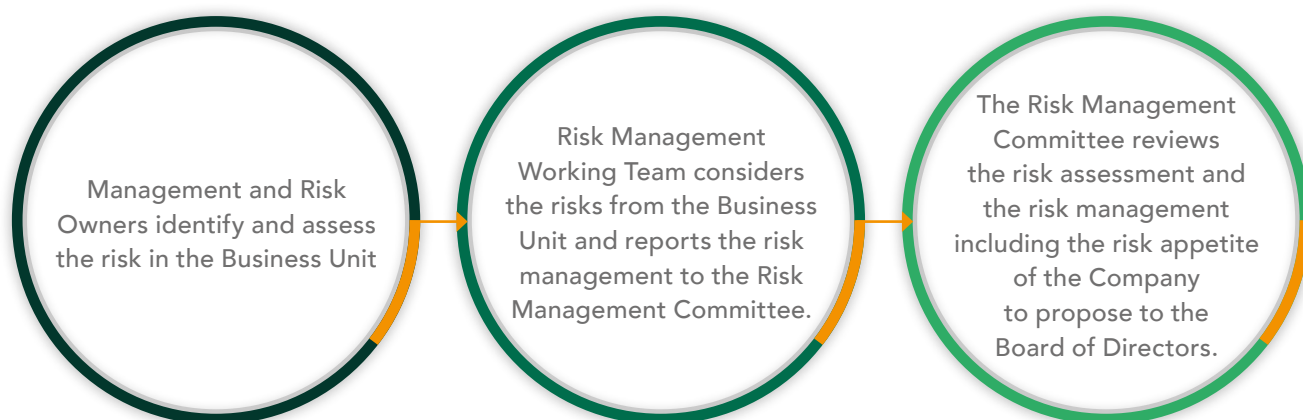 Management and Risk
Owners identify and assess
the risk in the Business Unit
Risk Management
Working Team considers
the risks from the Business
Unit and reports the risk
management to the Risk
Management Committee.
The Risk Management
Committee reviews
the risk assessment and
the risk management
including the risk appetite
of the Company
to propose to the
Board of Directors.